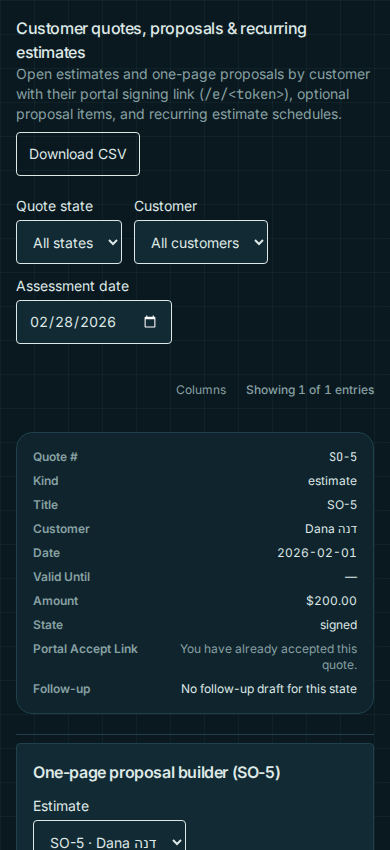 Customer quotes, proposals & recurring
estimates
Open estimates and one-page proposals by customer
with their portal signing link (/e/<token>), optional
proposal items, and recurring estimate schedules.
Download CSV
Quote state Customer
All states All customers
Assessment date
02/28/2026
Columns Showing 1 of 1 entries
Quote # SO-5
Kind estimate
Title SO-5
Customer Dana דנה
Date 2026-02-01
Valid Until —
Amount $200.00
State signed
Portal Accept Link You have already accepted this
quote.
Follow-up No follow-up draft for this state
One-page proposal builder (SO-5)
Estimate
SO-5 · Dana דנה